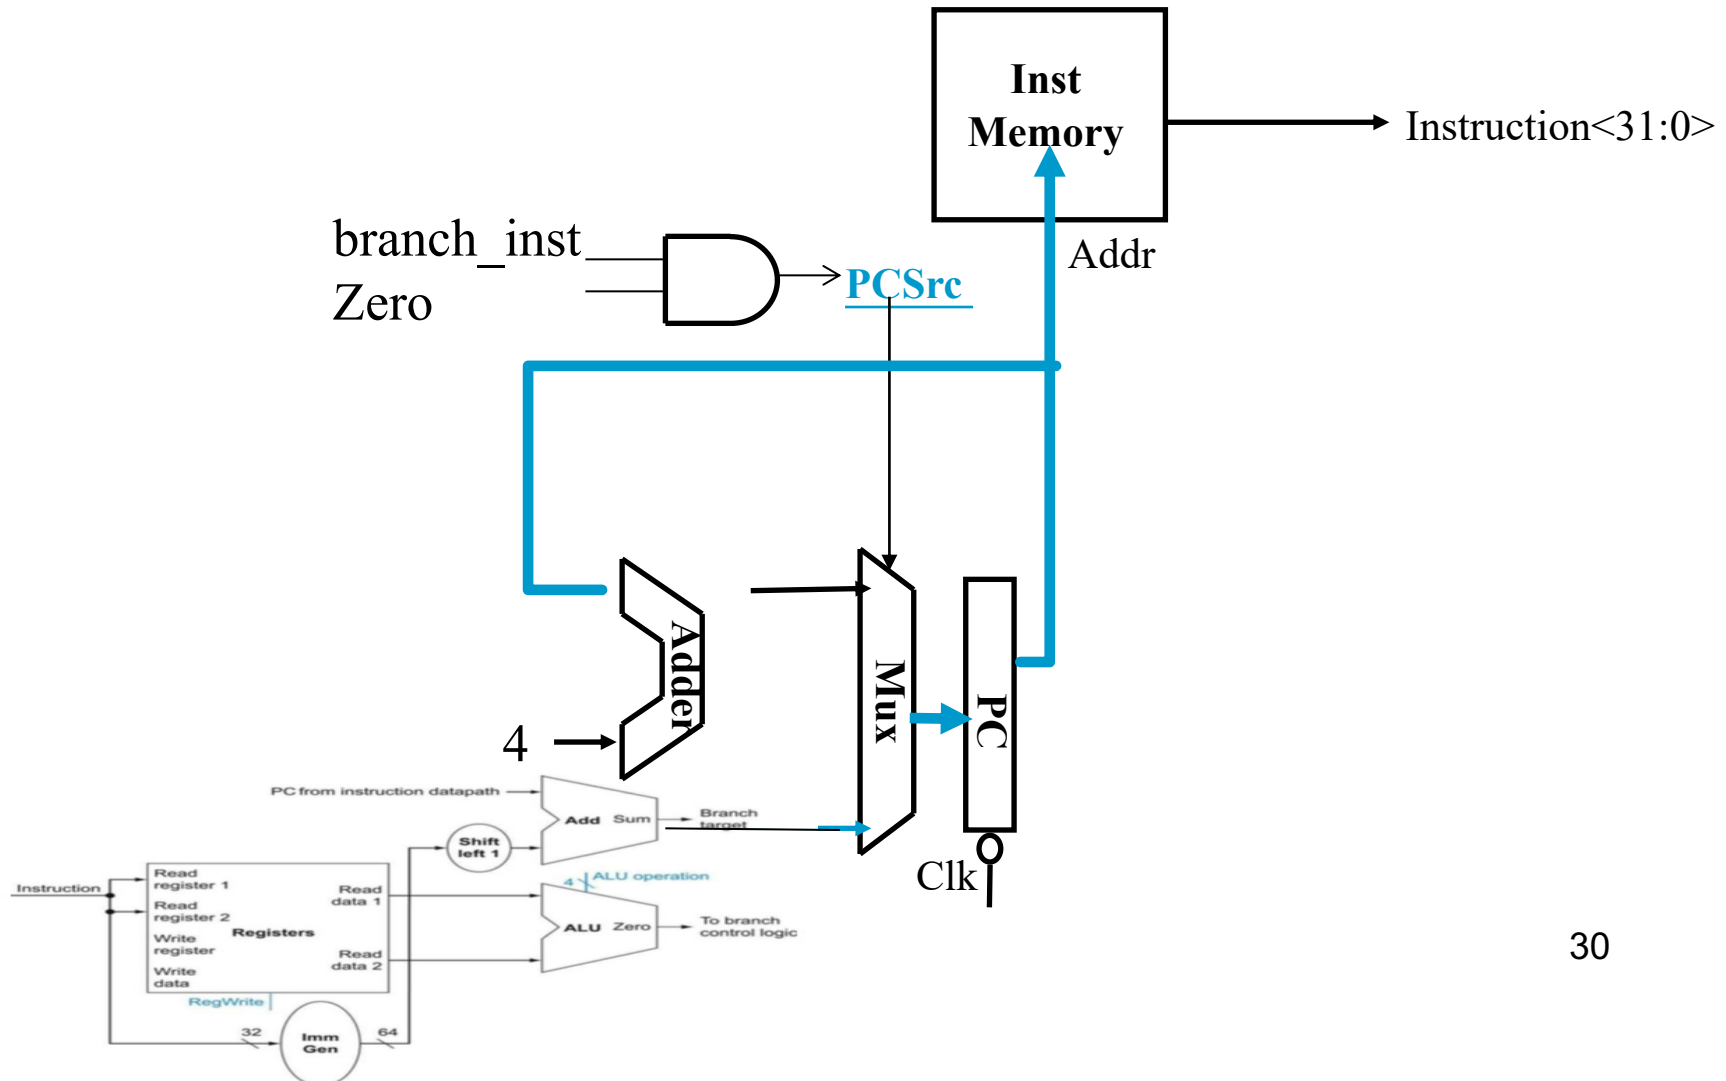 Inst
Memory
Instruction<31:0>
branch_inst
Zero
PCSrc
Addr
Adder
Mux
PC
4
PC from instruction datapath
Add Sum
Branch
target
Shift
left 1
4
ALU operation
Clk
Instruction
Read
register 1
Read
register 2
Write
register
Write
data
Registers
Read
data 1
Read
data 2
ALU Zero
To branch
control logic
RegWrite
32
Imm
Gen
64
30